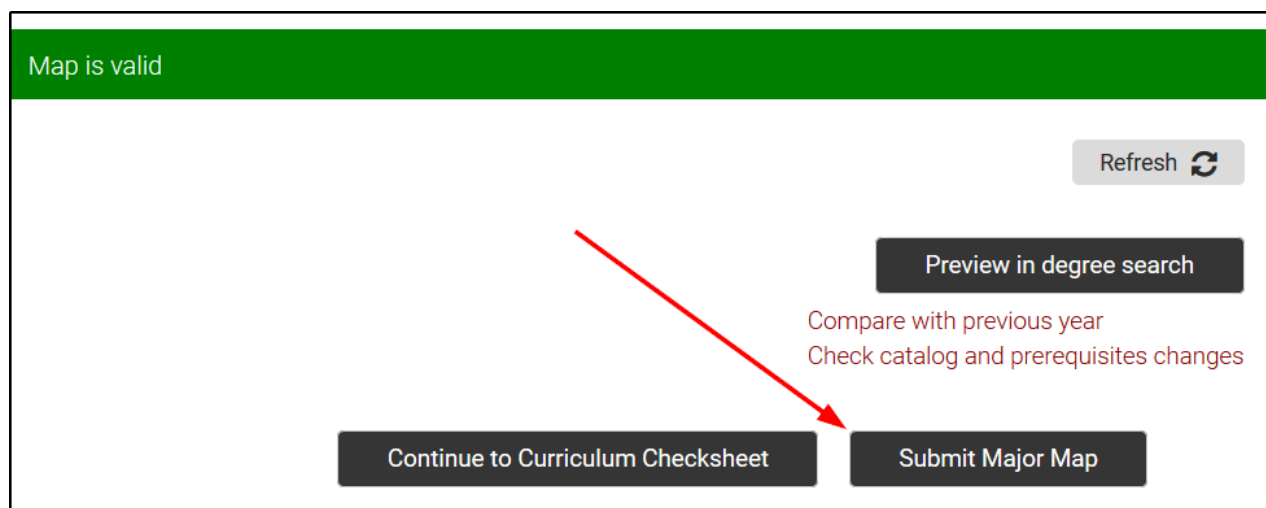 Map is valid
Refresh
Preview in degree search
Compare with previous year
Check catalog and prerequisites changes
Continue to Curriculum Checksheet
Submit Major Map